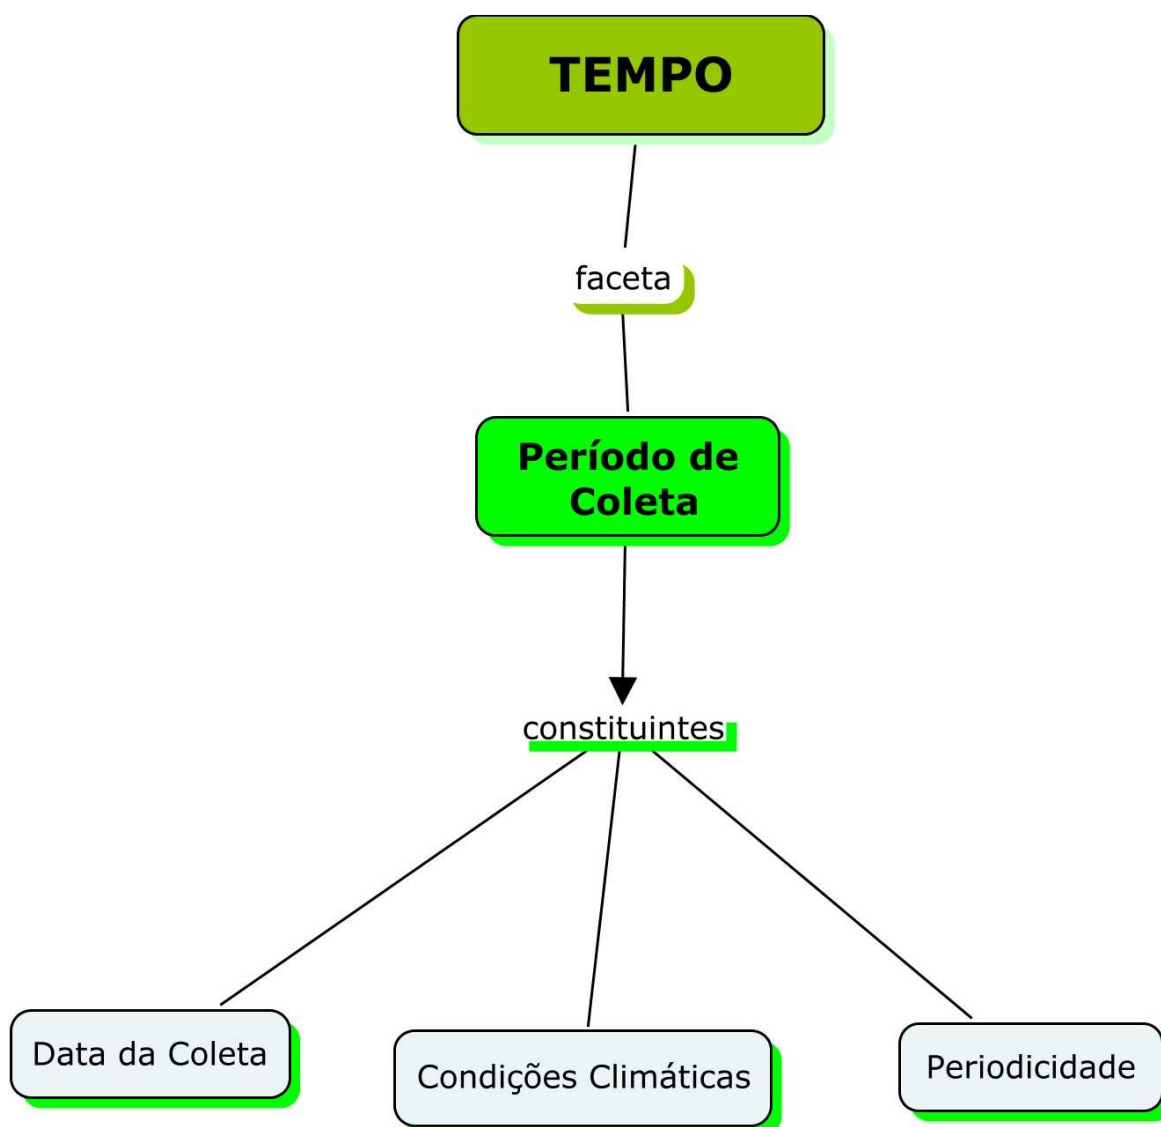 TEMPO
faceta
Período de
Coleta
constituintes
Data da Coleta
Condições Climáticas
Periodicidade